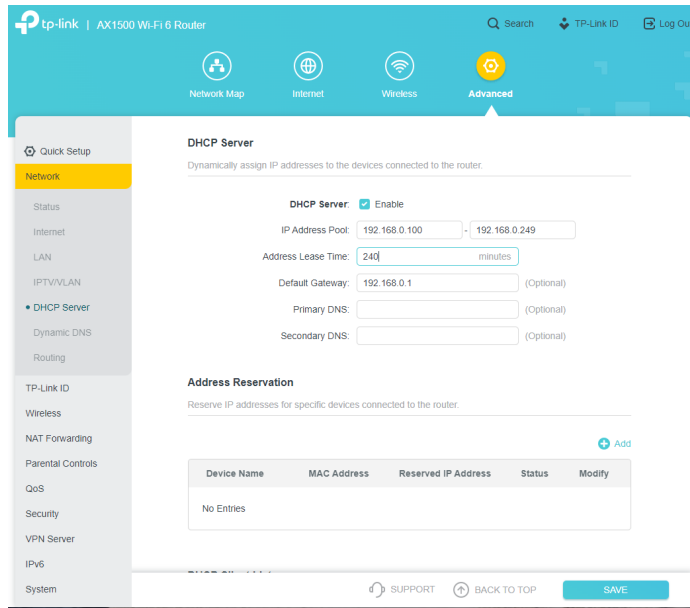 tp-link | AX1500 Wi-Fi 6 Router
Search TP-Link ID Log Ou
Network Map Internet Wireless Advanced
Quick Setup
Network
Status
Internet
LAN
IPTV/VLAN
DHCP Server
Dynamic DNS
Routing
TP-Link ID
Wireless
NAT Forwarding
Parental Controls
QoS
Security
VPN Server
IPv6
System
DHCP Server
Dynamically assign IP addresses to the devices connected to the router.
DHCP Server: Enable
IP Address Pool: 192.168.0.100 - 192.168.0.249
Address Lease Time: 240 minutes
Default Gateway: 192.168.0.1 (Optional)
Primary DNS: (Optional)
Secondary DNS: (Optional)
Address Reservation
Reserve IP addresses for specific devices connected to the router.
Add
Device Name MAC Address Reserved IP Address Status Modify
No Entries
SUPPORT BACK TO TOP SAVE